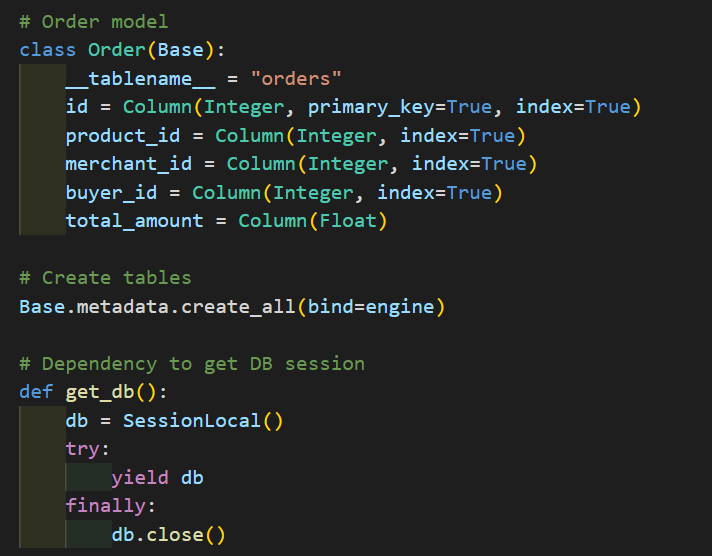 # Order model
class Order(Base):
    __tablename__ = "orders"
    id = Column(Integer, primary_key=True, index=True)
    product_id = Column(Integer, index=True)
    merchant_id = Column(Integer, index=True)
    buyer_id = Column(Integer, index=True)
    total_amount = Column(Float)

# Create tables
Base.metadata.create_all(bind=engine)

# Dependency to get DB session
def get_db():
    db = SessionLocal()
    try:
        yield db
    finally:
        db.close()